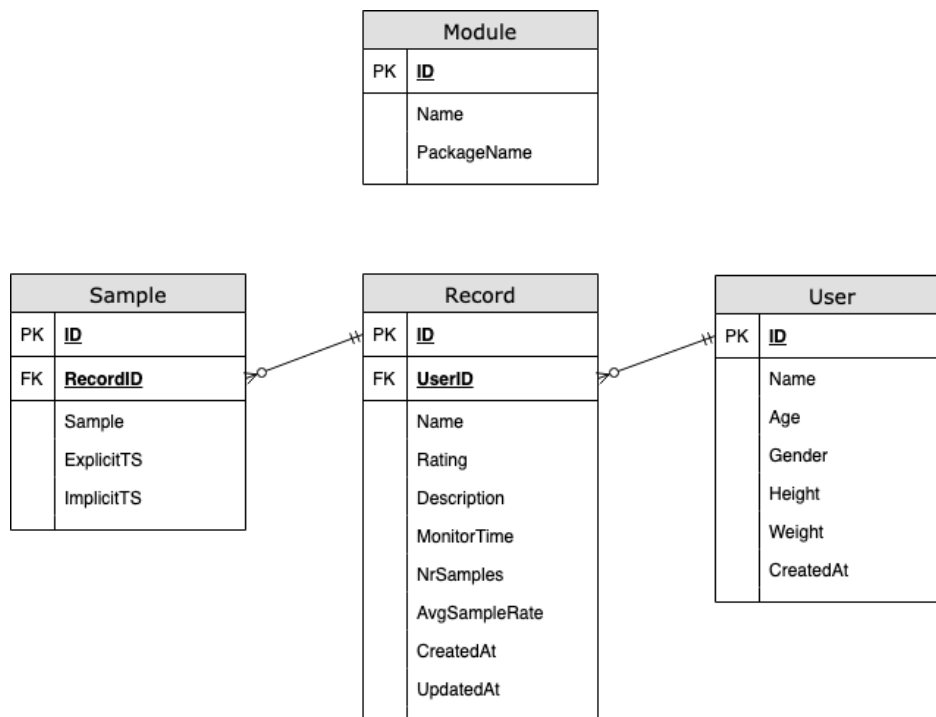 Module
PK ID
Name
PackageName
Sample
PK ID
FK RecordID
Sample
ExplicitTS
ImplicitTS
Record
PK ID
FK UserID
Name
Rating
Description
MonitorTime
NrSamples
AvgSampleRate
CreatedAt
UpdatedAt
User
PK ID
Name
Age
Gender
Height
Weight
CreatedAt